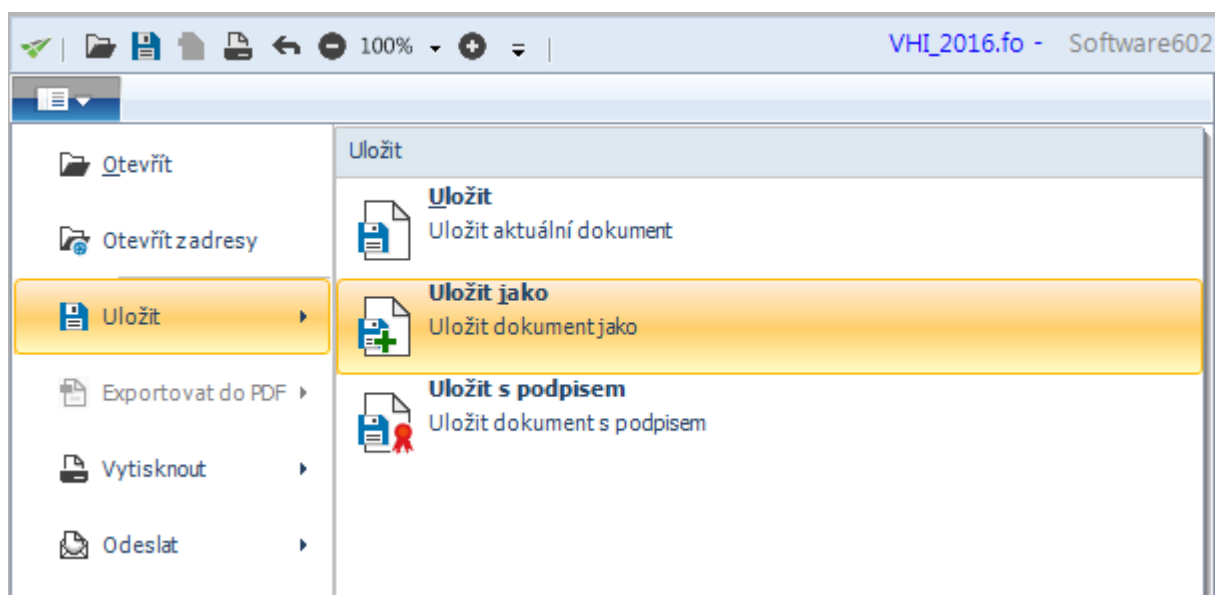 100%
VHI_2016.fo - Software602
Otevřít
Otevřít z adresy
Uložit
Exportovat do PDF
Vytisknout
Odeslat
Uložit
Uložit
Uložit aktuální dokument
Uložit jako
Uložit dokument jako
Uložit s podpisem
Uložit dokument s podpisem